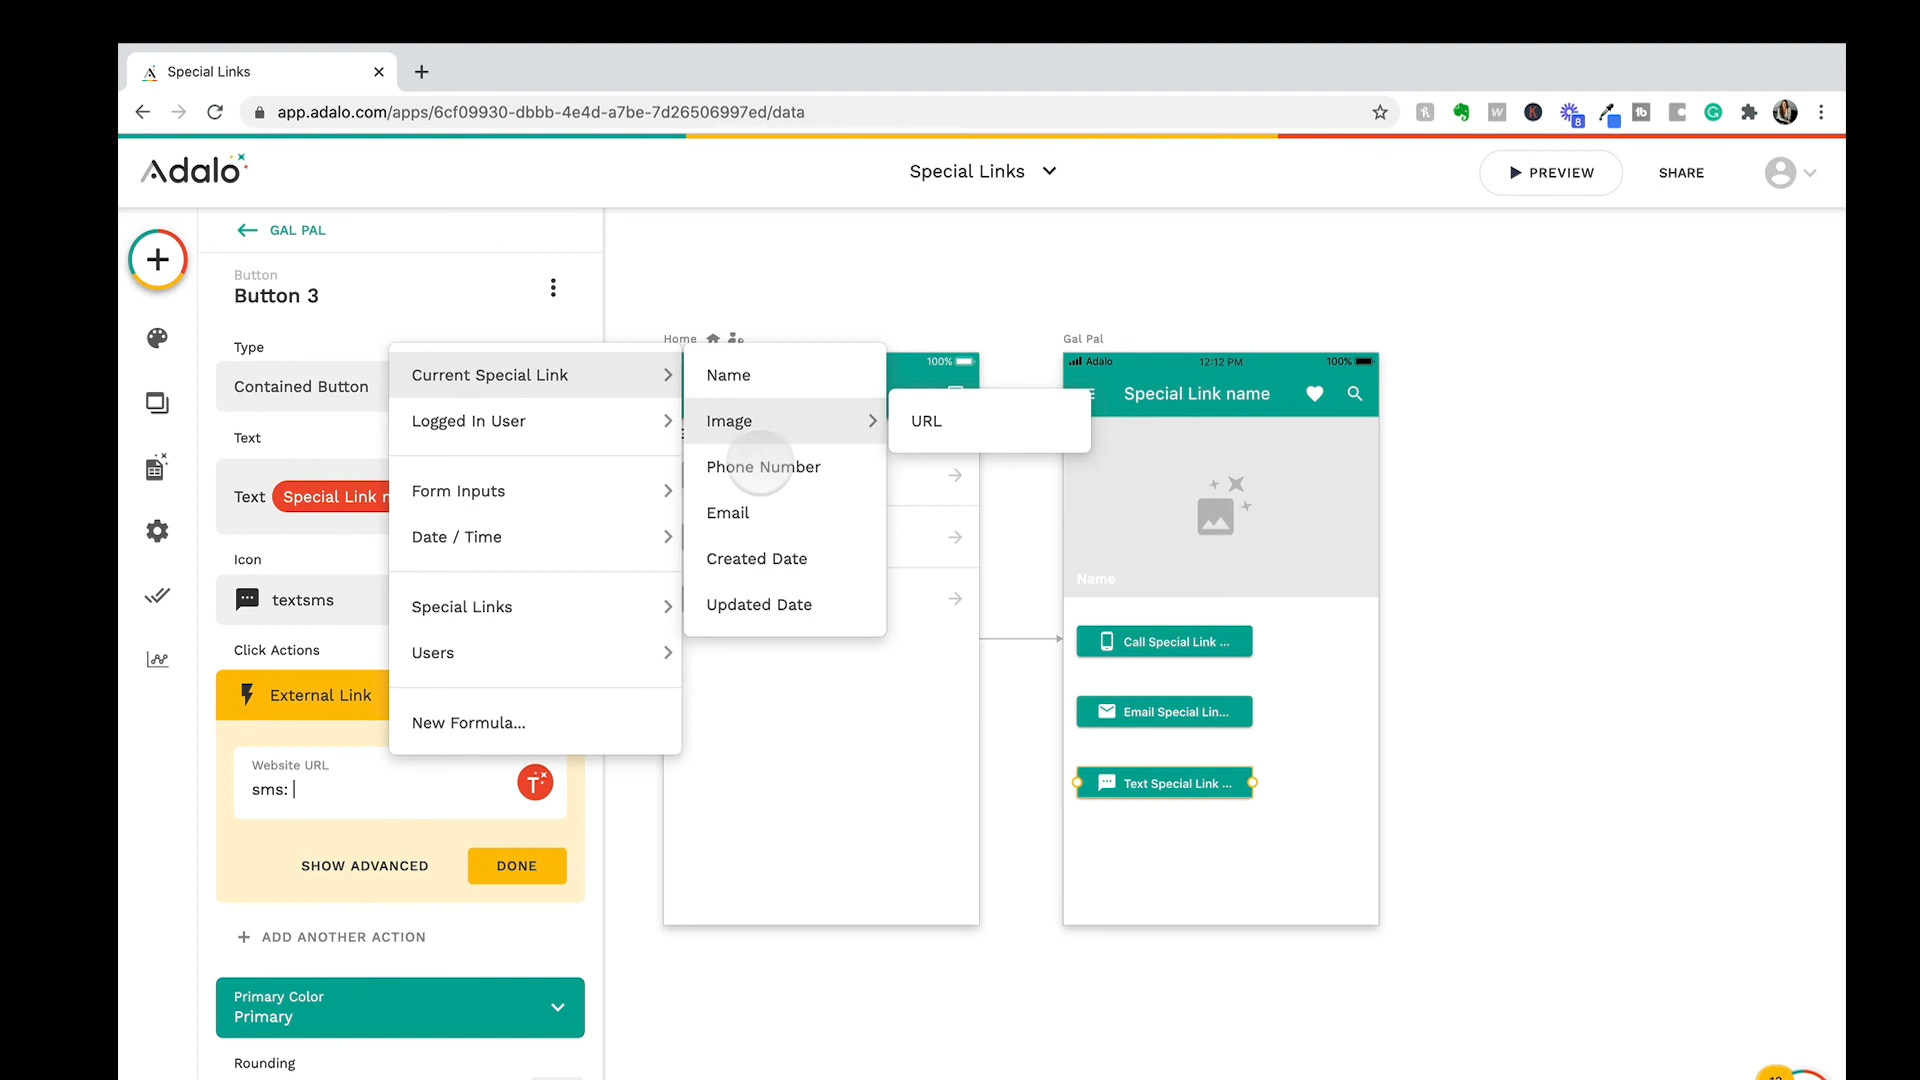 Special Links
app.adalo.com/apps/6cf09930-dbbb-4e4d-a7be-7d26506997ed/data
8
Adalo
Special Links
PREVIEW
SHARE
GAL PAL
Button
Button 3
Type
Contained Button
Text
Text Special Link
Icon
textsms
Click Actions
External Link
Website URL
sms:
SHOW ADVANCED
DONE
ADD ANOTHER ACTION
Primary Color
Primary
Rounding
Current Special Link
Logged In User
Form Inputs
Date / Time
Special Links
Users
New Formula...
Name
Image
Phone Number
Email
Created Date
Updated Date
URL
Home
100%
Gal Pal
Adalo 12:12 PM 100%
Special Link name
Name
Call Special Link ...
Email Special Lin...
Text Special Link ...